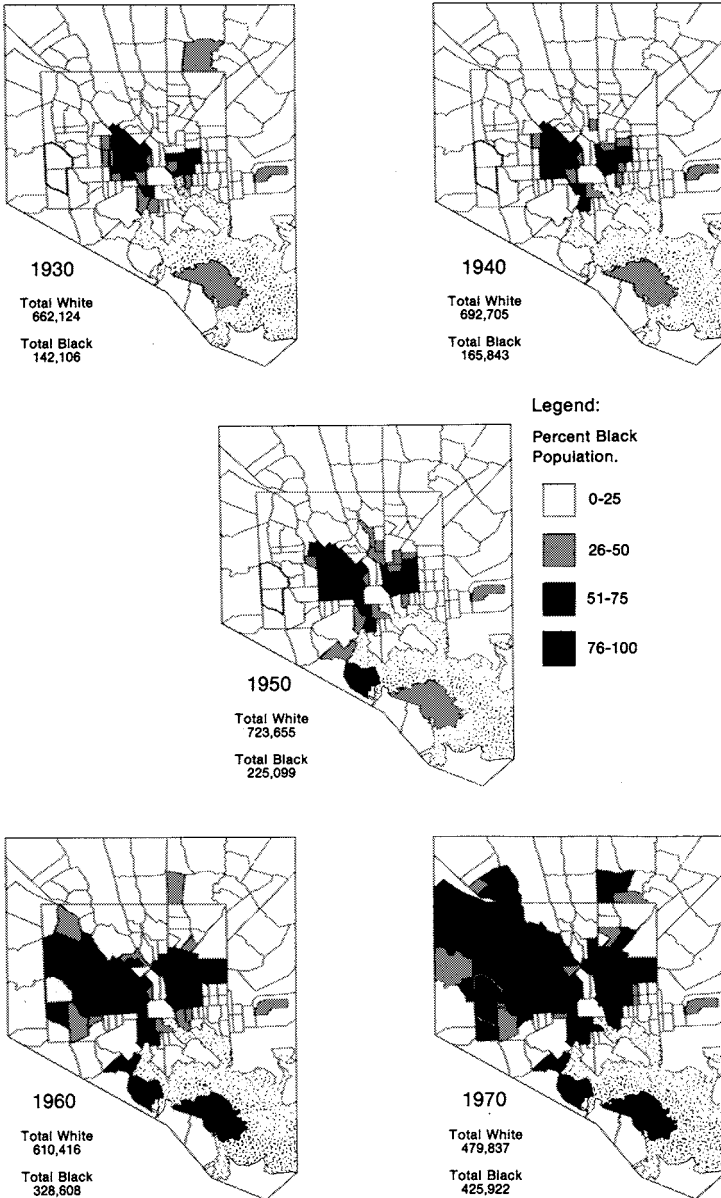 1930
Total White
662,124
Total Black
142,106
1940
Total White
692,705
Total Black
165,843
Legend:
Percent Black
Population.
0-25
26-50
51-75
76-100
1950
Total White
723,655
Total Black
225,099
1960
Total White
610,416
Total Black
328,608
1970
Total White
479,837
Total Black
425,922